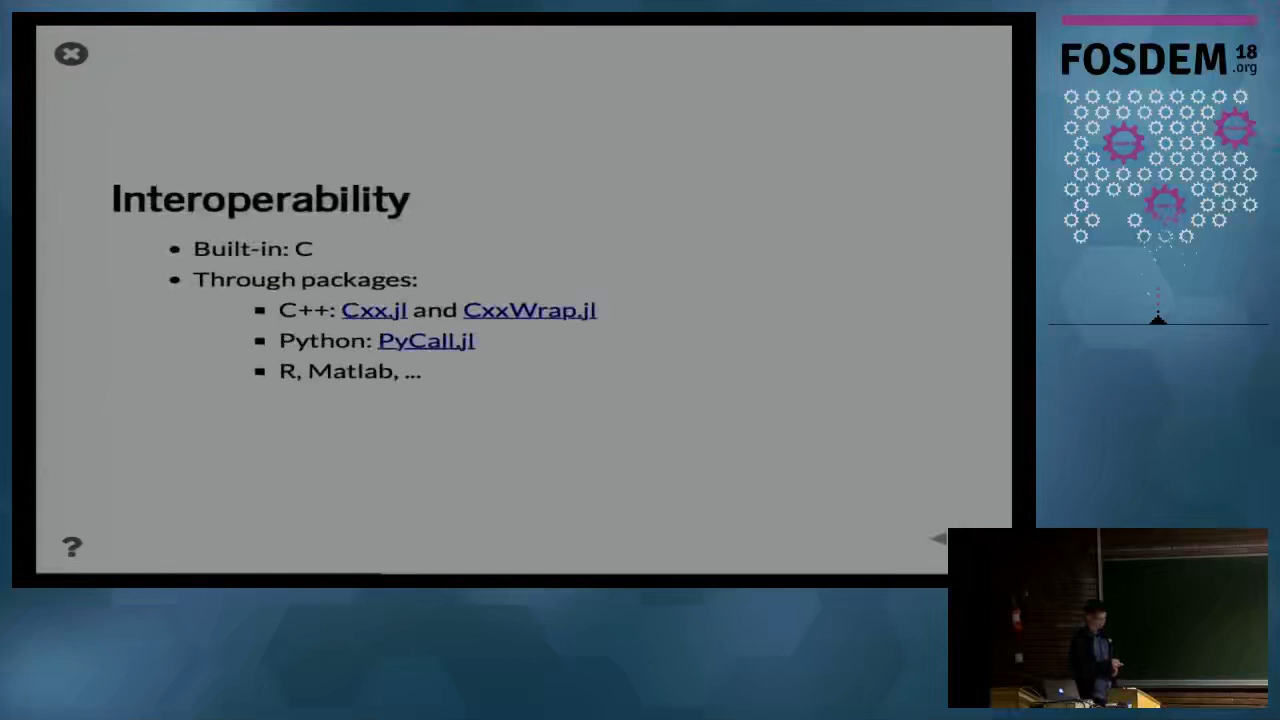 Interoperability
• Built-in: C
• Through packages:
▪ C++: Cxx.jl and CxxWrap.jl
▪ Python: PyCall.jl
▪ R, Matlab, ...
?
FOSDEM 18
.org